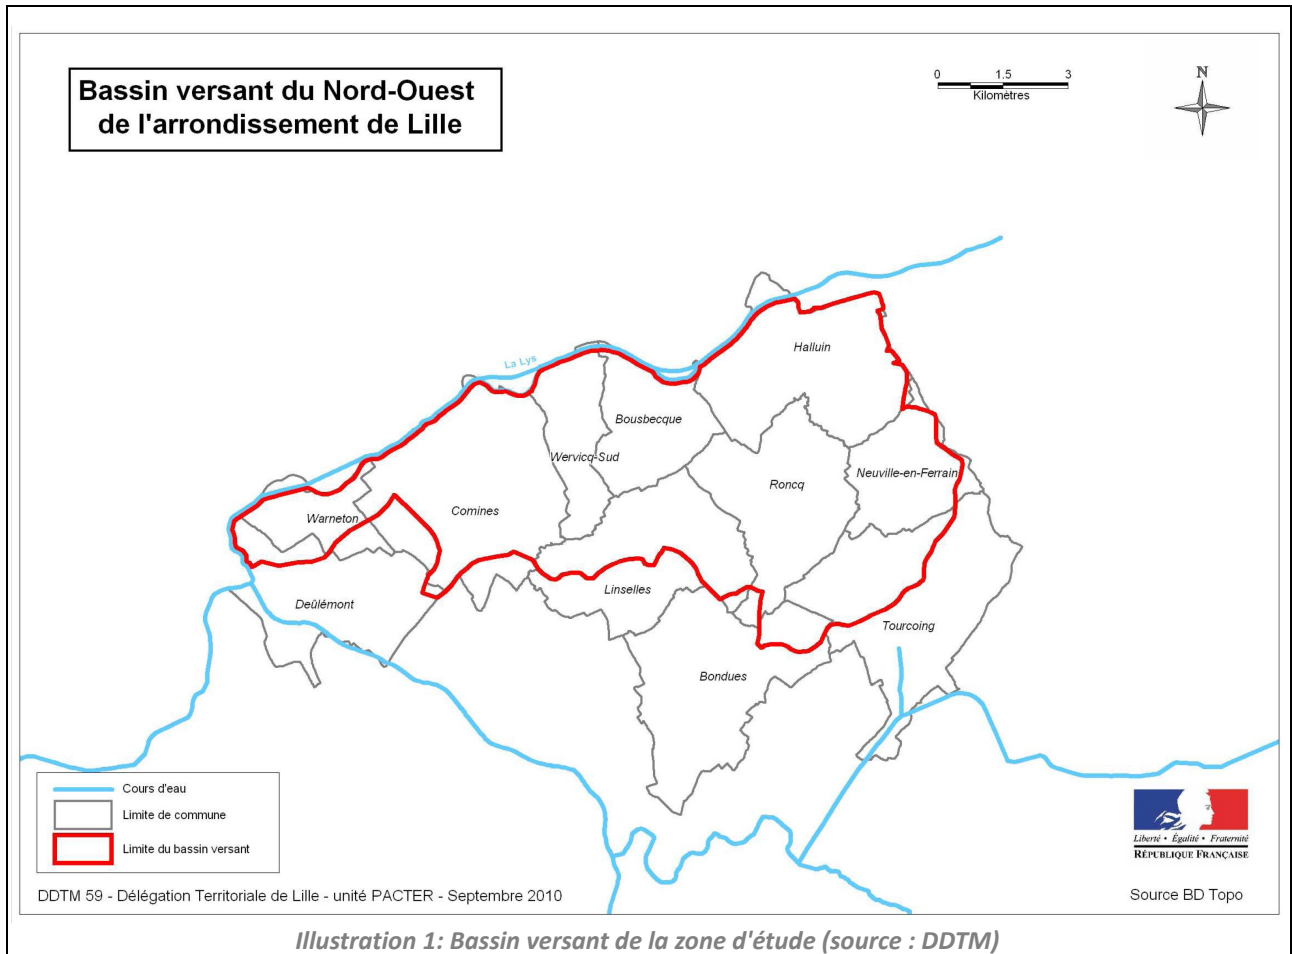 Bassin versant du Nord-Ouest
de l'arrondissement de Lille
0 1.5 3
Kilomètres
N
La Lys
Halluin
Bousbecque
Wervicq-Sud
Neuville-en-Ferrain
Roncq
Comines
Warneton
Linselles
Deûlémont
Tourcoing
Bondues
Cours d'eau
Limite de commune
Limite du bassin versant
Liberté • Égalité • Fraternité
RÉPUBLIQUE FRANÇAISE
DDTM 59 - Délégation Territoriale de Lille - unité PACTER - Septembre 2010
Source BD Topo
Illustration 1: Bassin versant de la zone d'étude (source : DDTM)